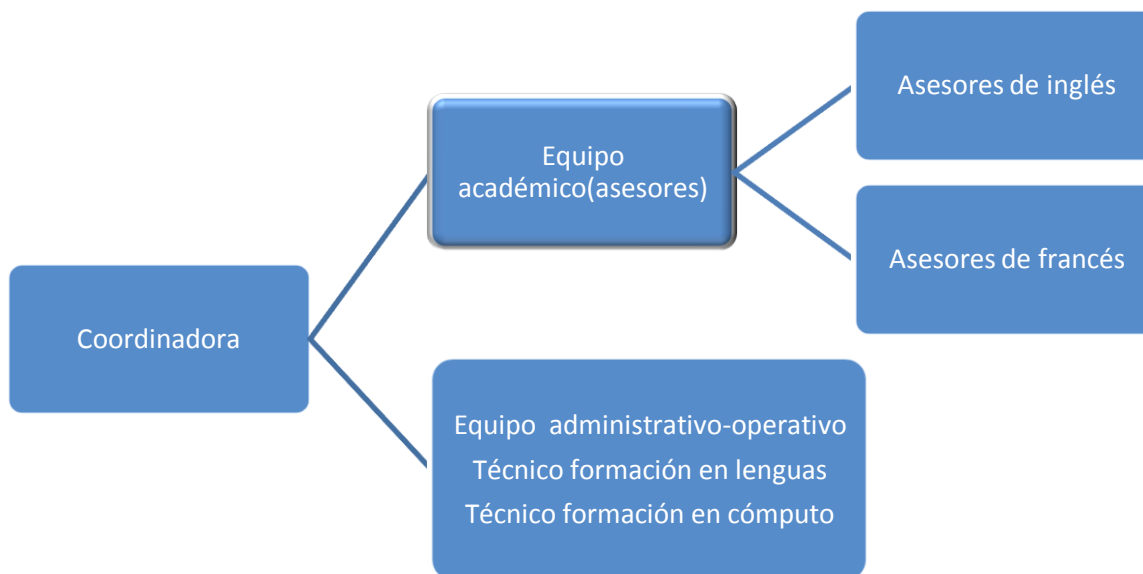 Asesores de inglés
Equipo
académico(asesores)
Asesores de francés
Coordinadora
Equipo administrativo-operativo
Técnico formación en lenguas
Técnico formación en cómputo